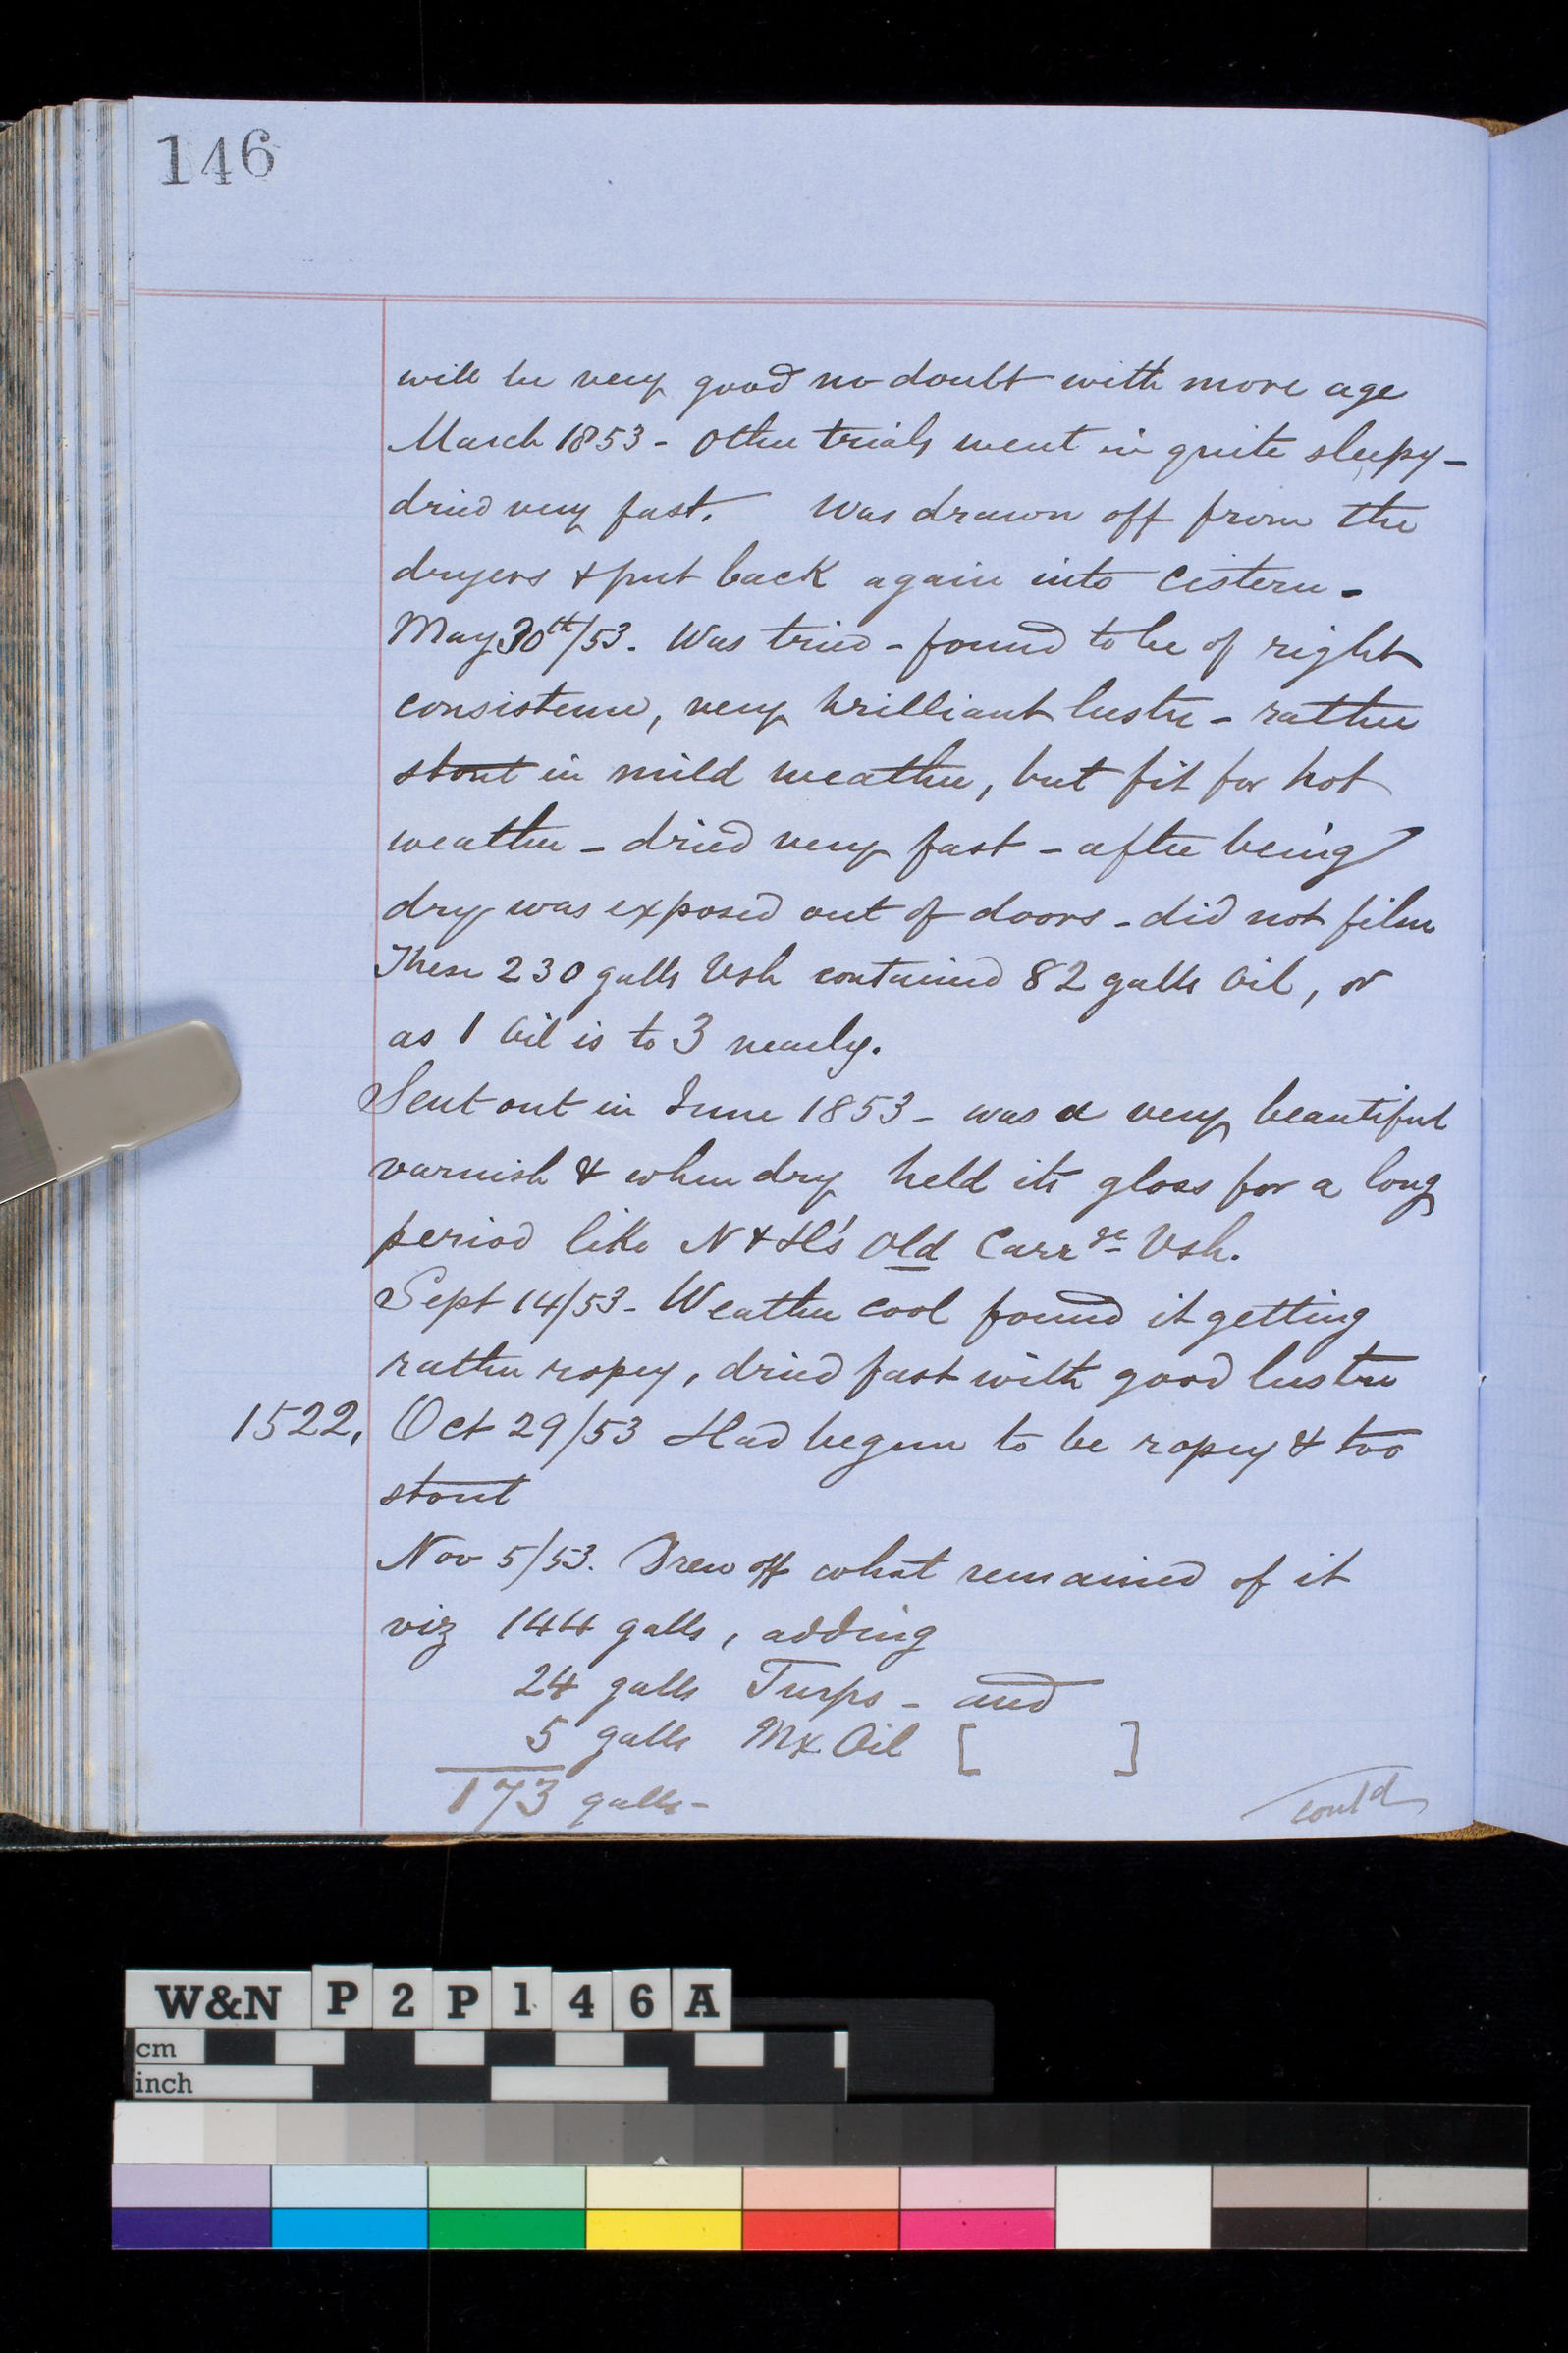 146
will be very good no doubt with more age
March 1853 - other trials went in quite sleepy -
dried very fast. Was drawn off from the
dryers & put back again into Cistern -
May 30th/53. Was tried - found to be of right
consistence, very brilliant lustre - rather
stout in mild weather, but fit for hot
weather - dried very fast - after being
dry was exposed out of doors - did not film
These 230 galls Vsh contained 82 galls Oil, or
as 1 Oil is to 3 nearly.
Sent out in June 1853 - was a very beautiful
varnish & when dry held its gloss for a long
period like N & H's Old Carrge Vsh.
Sept 14/53 - Weather cool found it getting
rather ropey, dried fast with good lustre
1522, Oct 29/53 Had begun to be ropey & too
stout
Nov 5/53. Drew off what remained of it
viz 144 galls, adding
24 galls Turps - and
5 galls Mx Oil [ ]
173 galls -
contd
W&N P2P146A
cm
inch